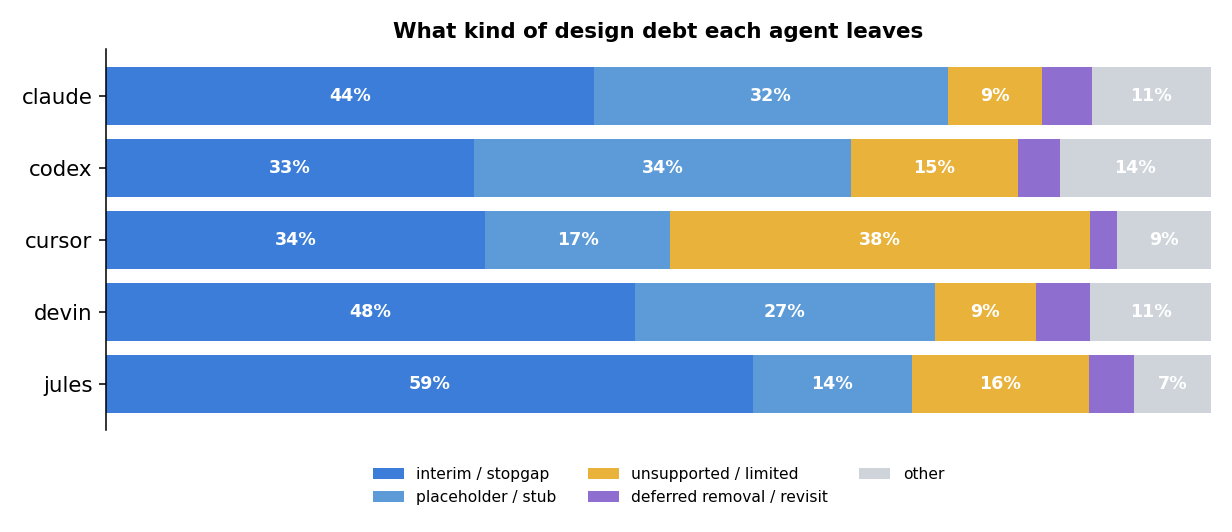 What kind of design debt each agent leaves
claude 44% 32% 9% 11%
codex 33% 34% 15% 14%
cursor 34% 17% 38% 9%
devin 48% 27% 9% 11%
jules 59% 14% 16% 7%
interim / stopgap unsupported / limited other
placeholder / stub deferred removal / revisit